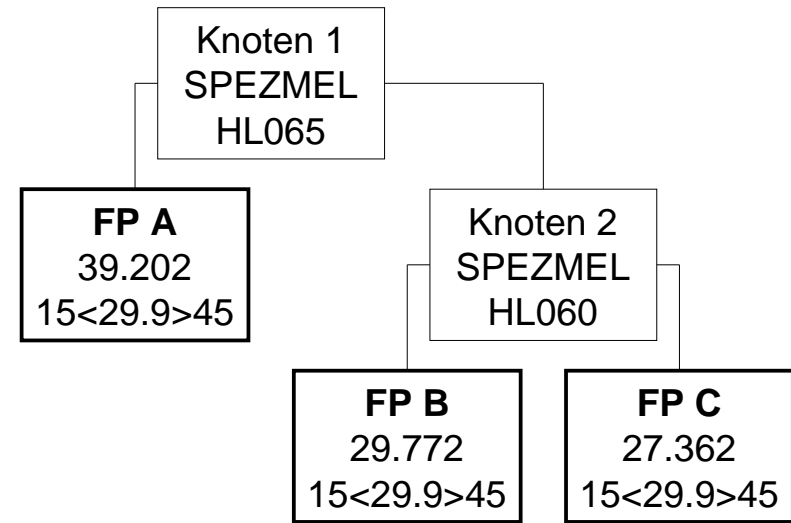 Knoten 1
SPEZMEL
HL065
FP A
39.202
15<29.9>45
Knoten 2
SPEZMEL
HL060
FP B
29.772
15<29.9>45
FP C
27.362
15<29.9>45